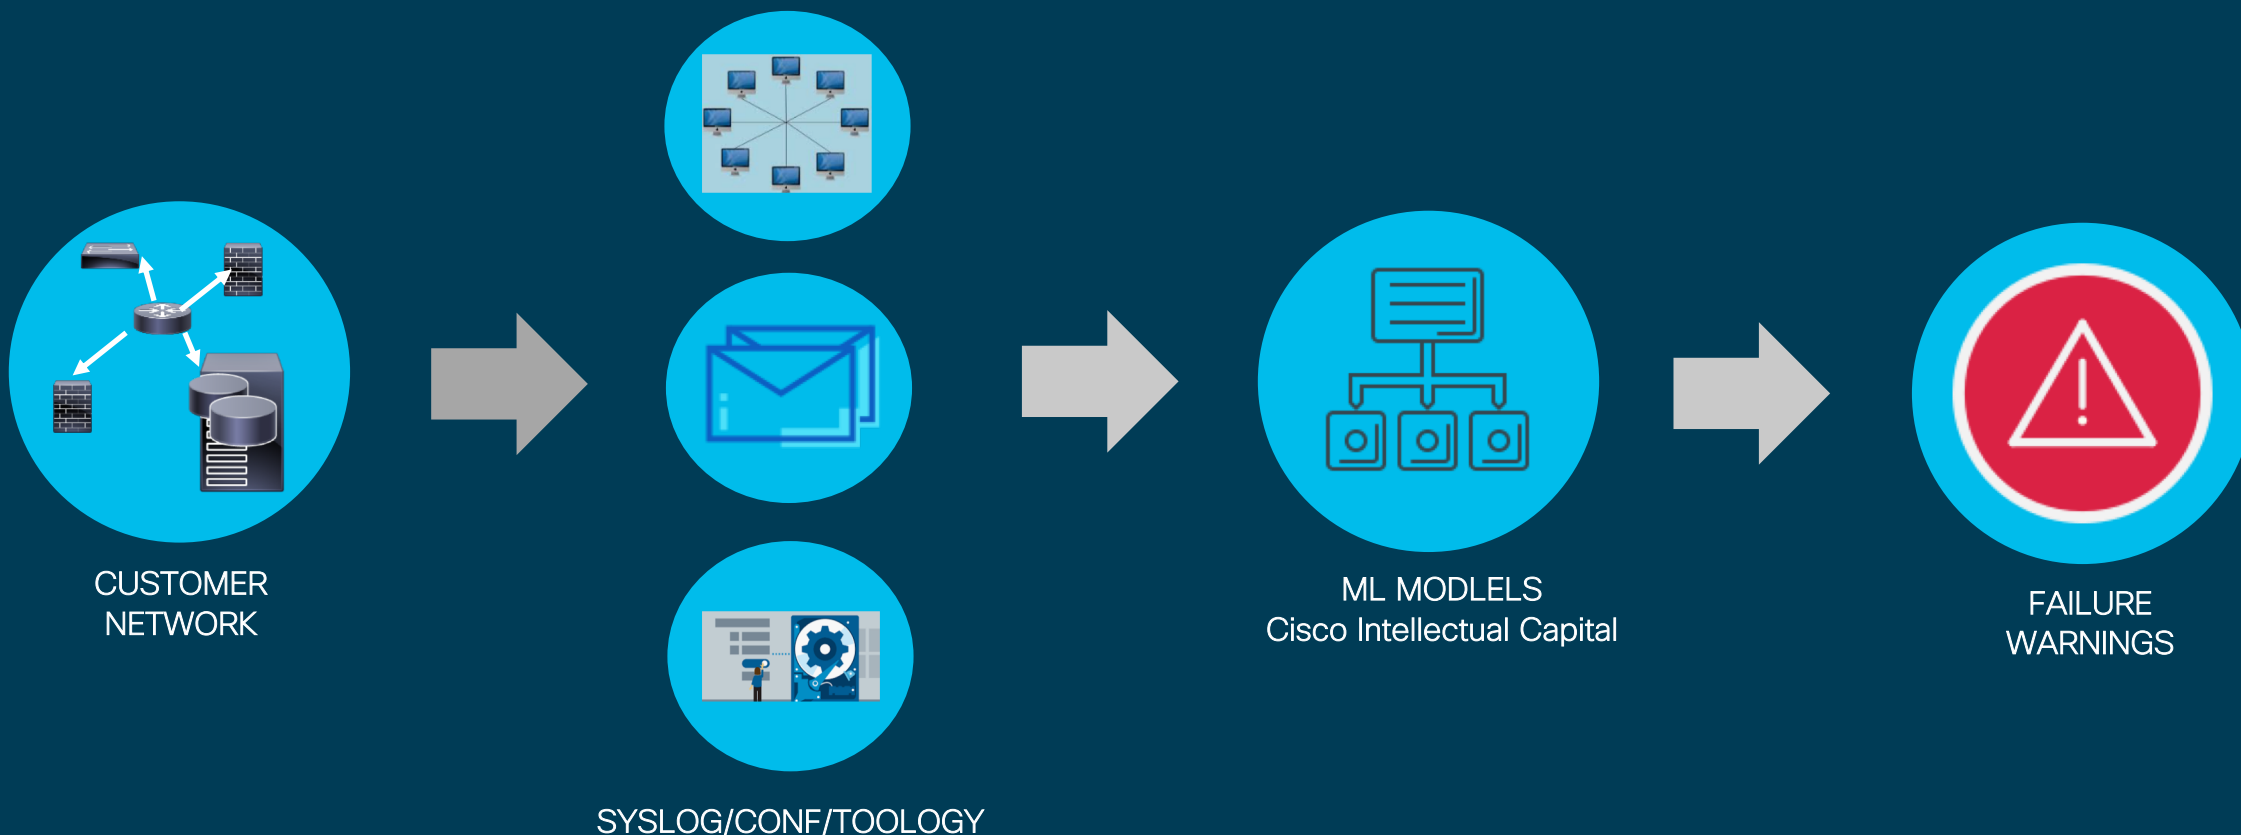 CUSTOMER
NETWORK
SYSLOG/CONF/TOOLOGY
ML MODLELS
Cisco Intellectual Capital
FAILURE
WARNINGS